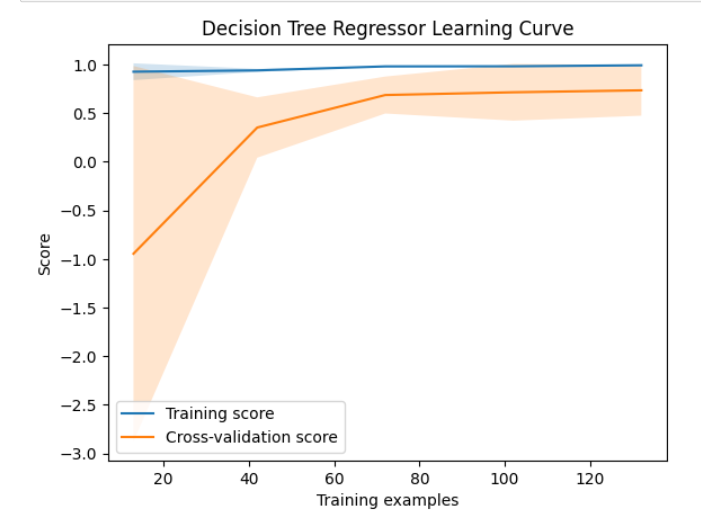 Decision Tree Regressor Learning Curve
1.0
0.5
0.0
−0.5
−1.0
−1.5
−2.0
−2.5
−3.0
Score
Training score
Cross-validation score
20 40 60 80 100 120
Training examples